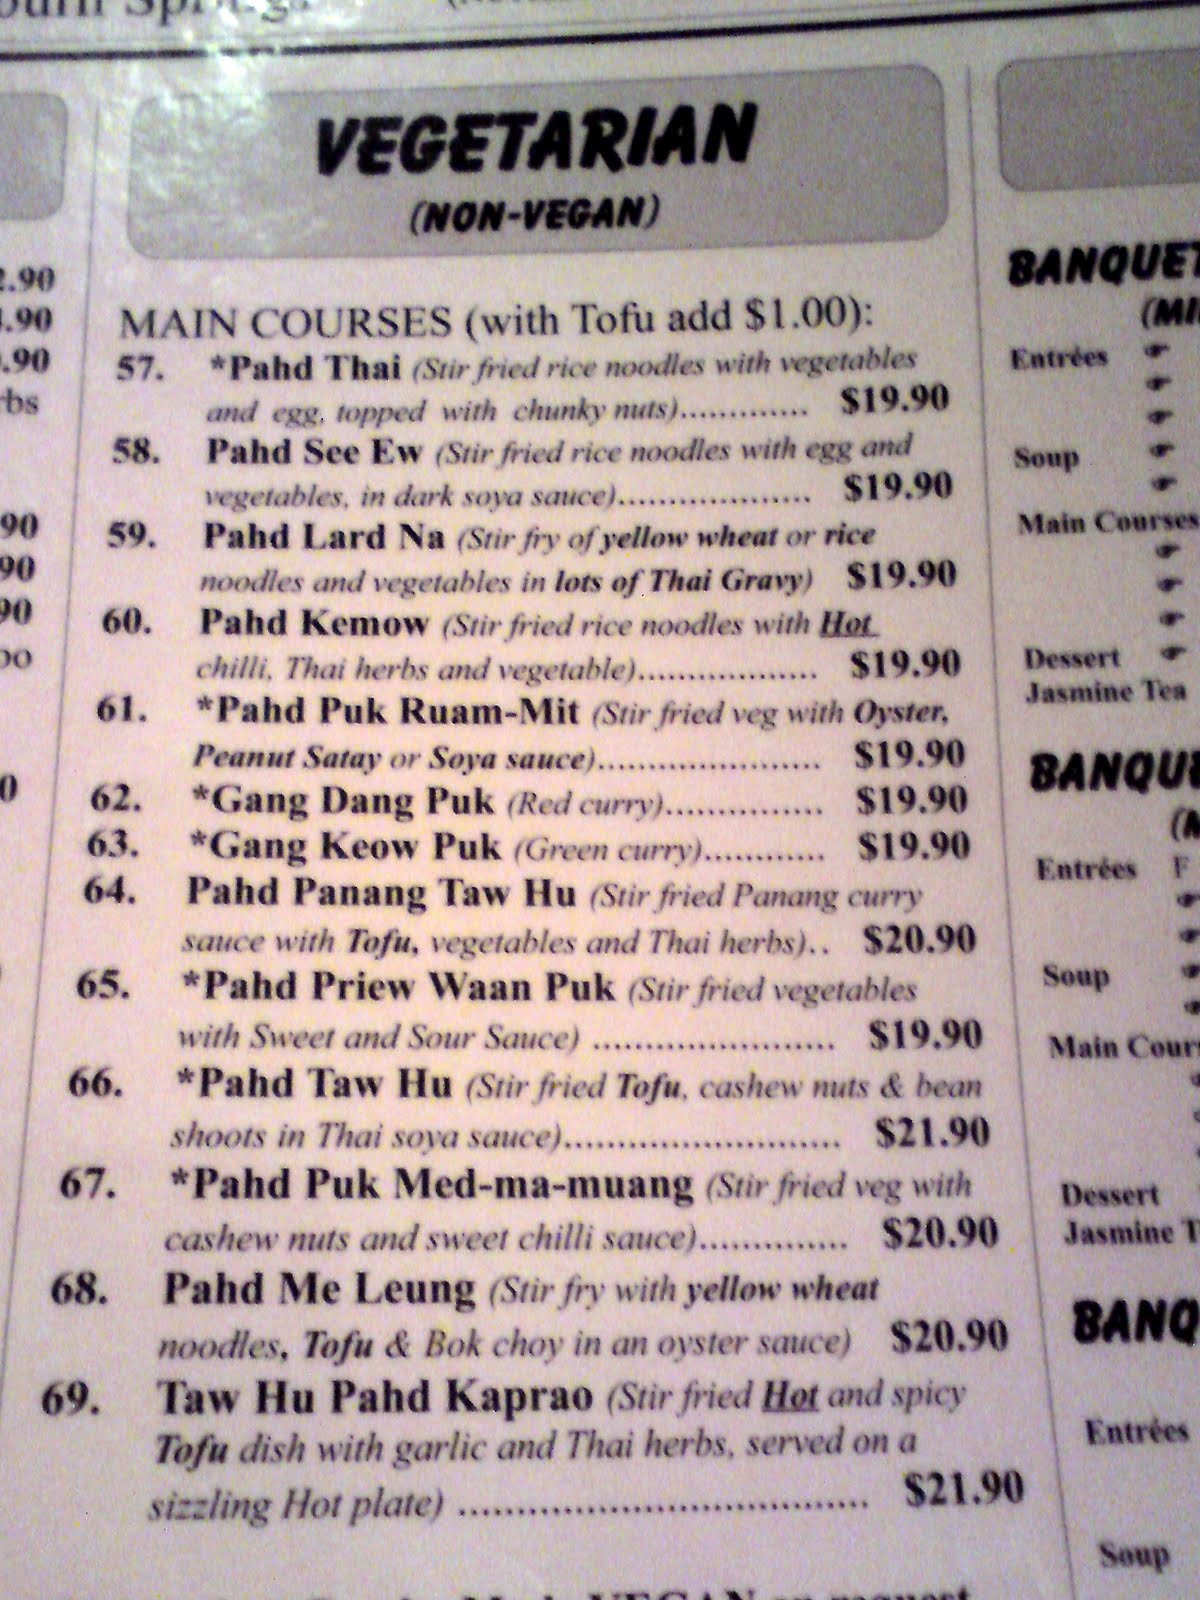 VEGETARIAN
(NON-VEGAN)
MAIN COURSES (with Tofu add $1.00):
57. *Pahd Thai (Stir fried rice noodles with vegetables
and egg, topped with chunky nuts)............. $19.90
58. Pahd See Ew (Stir fried rice noodles with egg and
vegetables, in dark soya sauce).................... $19.90
59. Pahd Lard Na (Stir fry of yellow wheat or rice
noodles and vegetables in lots of Thai Gravy) $19.90
60. Pahd Kemow (Stir fried rice noodles with Hot
chilli, Thai herbs and vegetable)................... $19.90
61. *Pahd Puk Ruam-Mit (Stir fried veg with Oyster,
Peanut Satay or Soya sauce)....................... $19.90
62. *Gang Dang Puk (Red curry)................ $19.90
63. *Gang Keow Puk (Green curry)............ $19.90
64. Pahd Panang Taw Hu (Stir fried Panang curry
sauce with Tofu, vegetables and Thai herbs).. $20.90
65. *Pahd Priew Waan Puk (Stir fried vegetables
with Sweet and Sour Sauce) ........................ $19.90
66. *Pahd Taw Hu (Stir fried Tofu, cashew nuts & bean
shoots in Thai soya sauce)........................... $21.90
67. *Pahd Puk Med-ma-muang (Stir fried veg with
cashew nuts and sweet chilli sauce).............. $20.90
68. Pahd Me Leung (Stir fry with yellow wheat
noodles, Tofu & Bok choy in an oyster sauce) $20.90
69. Taw Hu Pahd Kaprao (Stir fried Hot and spicy
Tofu dish with garlic and Thai herbs, served on a
sizzling Hot plate) ..................................... $21.90
VEGAN on request
Entrées
Soup
Main Courses
Dessert
Jasmine Tea
Entrées
Soup
Main
Dessert
Jasmine
Entrées
Soup